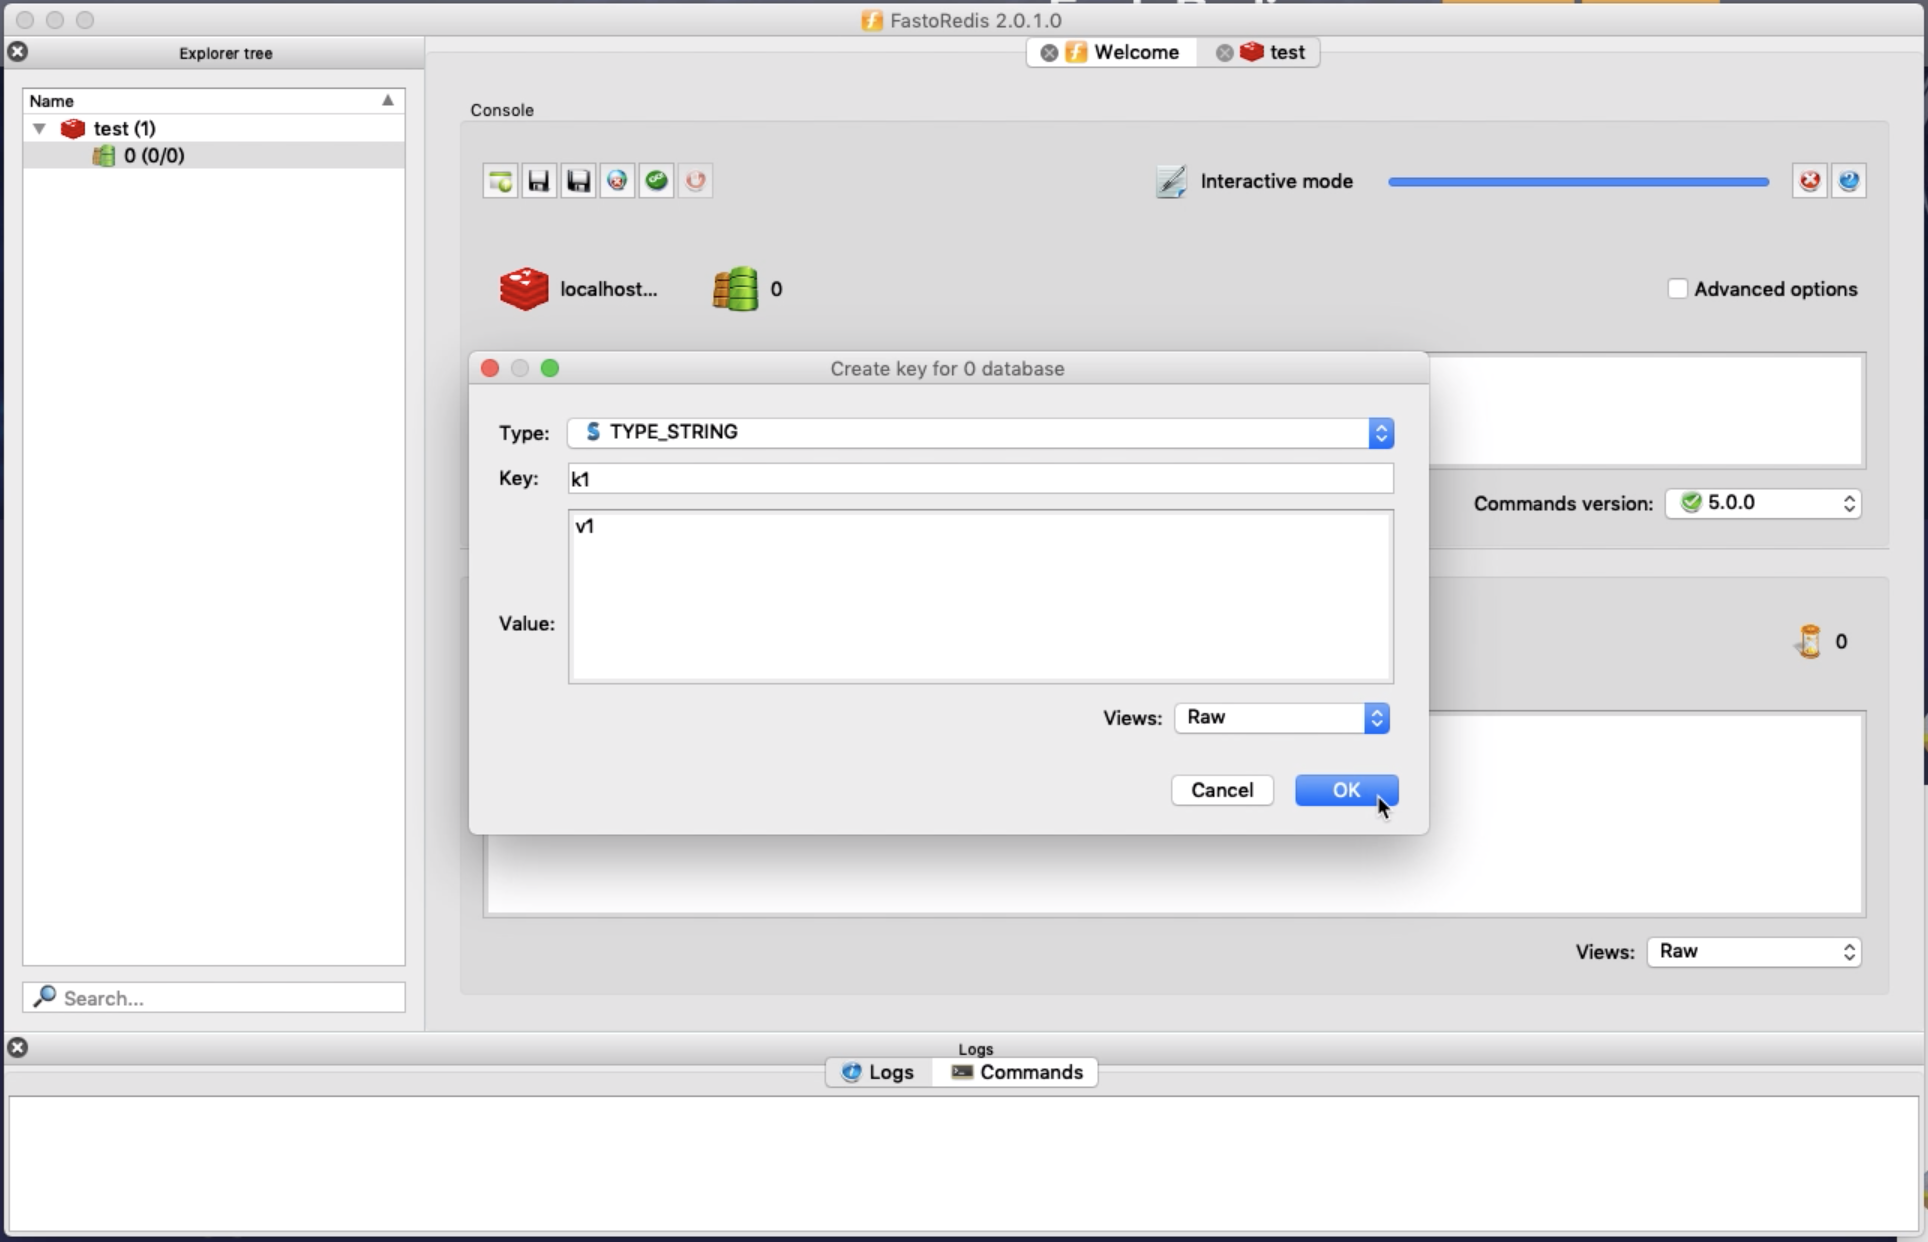 FastoRedis 2.0.1.0
Explorer tree
Welcome
test
Name
test (1)
0 (0/0)
Console
Interactive mode
localhost...
0
Advanced options
Create key for 0 database
Type:
TYPE_STRING
Key:
k1
Value:
v1
Views:
Raw
Cancel
OK
Commands version:
5.0.0
0
Views:
Raw
Search...
Logs
Logs
Commands